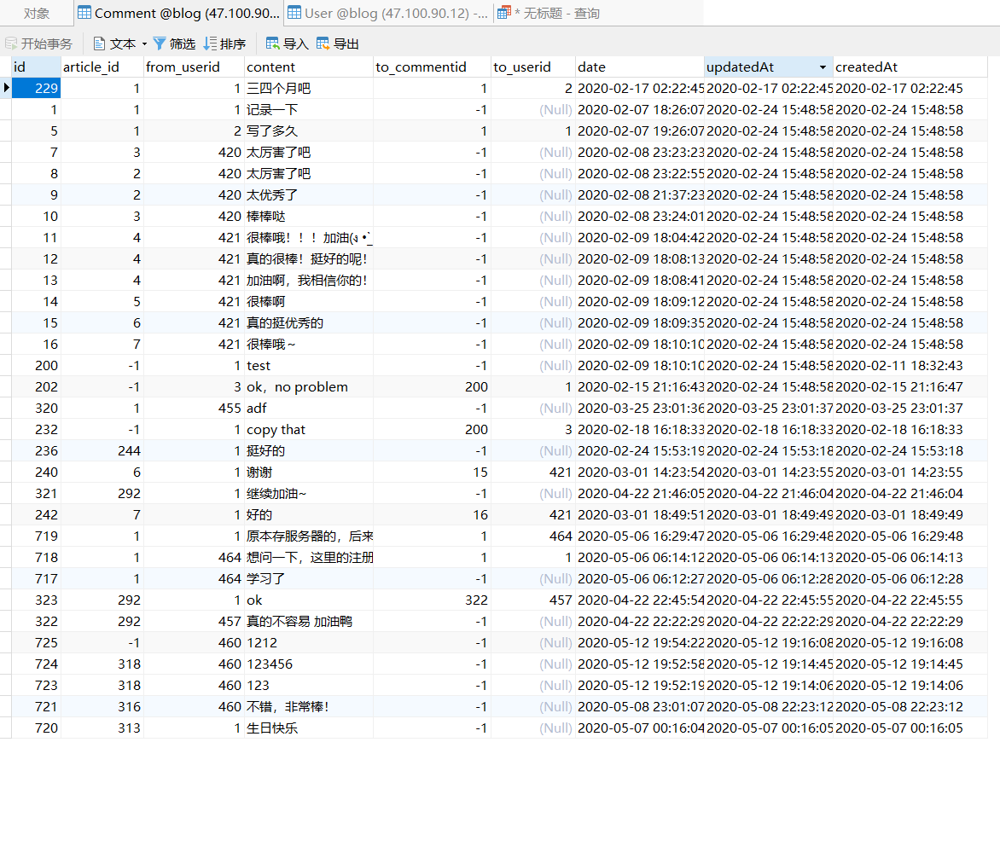 对象 Comment @blog (47.100.90... User @blog (47.100.90.12) -... * 无标题 - 查询
开始事务 文本 筛选 排序 导入 导出
id article_id from_userid content to_commentid to_userid date updatedAt createdAt
229 1 1 三四个月吧 1 2 2020-02-17 02:22:45 2020-02-17 02:22:45 2020-02-17 02:22:45
1 1 1 记录一下 -1 (Null) 2020-02-07 18:26:07 2020-02-24 15:48:58 2020-02-24 15:48:58
5 1 2 写了多久 1 1 2020-02-07 19:26:07 2020-02-24 15:48:58 2020-02-24 15:48:58
7 3 420 太厉害了吧 -1 (Null) 2020-02-08 23:23:23 2020-02-24 15:48:58 2020-02-24 15:48:58
8 2 420 太厉害了吧 -1 (Null) 2020-02-08 23:22:55 2020-02-24 15:48:58 2020-02-24 15:48:58
9 2 420 太优秀了 -1 (Null) 2020-02-08 21:37:23 2020-02-24 15:48:58 2020-02-24 15:48:58
10 3 420 棒棒哒 -1 (Null) 2020-02-08 23:24:01 2020-02-24 15:48:58 2020-02-24 15:48:58
11 4 421 很棒哦！！！加油(ง •̀_ -1 (Null) 2020-02-09 18:04:42 2020-02-24 15:48:58 2020-02-24 15:48:58
12 4 421 真的很棒！挺好的呢！ -1 (Null) 2020-02-09 18:08:13 2020-02-24 15:48:58 2020-02-24 15:48:58
13 4 421 加油啊，我相信你的！ -1 (Null) 2020-02-09 18:08:41 2020-02-24 15:48:58 2020-02-24 15:48:58
14 5 421 很棒啊 -1 (Null) 2020-02-09 18:09:12 2020-02-24 15:48:58 2020-02-24 15:48:58
15 6 421 真的挺优秀的 -1 (Null) 2020-02-09 18:09:35 2020-02-24 15:48:58 2020-02-24 15:48:58
16 7 421 很棒哦～ -1 (Null) 2020-02-09 18:10:10 2020-02-24 15:48:58 2020-02-24 15:48:58
200 -1 1 test -1 (Null) 2020-02-09 18:10:10 2020-02-24 15:48:58 2020-02-11 18:32:43
202 -1 3 ok，no problem 200 1 2020-02-15 21:16:43 2020-02-24 15:48:58 2020-02-15 21:16:47
320 1 455 adf -1 (Null) 2020-03-25 23:01:36 2020-03-25 23:01:37 2020-03-25 23:01:37
232 -1 1 copy that 200 3 2020-02-18 16:18:33 2020-02-18 16:18:33 2020-02-18 16:18:33
236 244 1 挺好的 -1 (Null) 2020-02-24 15:53:19 2020-02-24 15:53:18 2020-02-24 15:53:18
240 6 1 谢谢 15 421 2020-03-01 14:23:54 2020-03-01 14:23:55 2020-03-01 14:23:55
321 292 1 继续加油~ -1 (Null) 2020-04-22 21:46:05 2020-04-22 21:46:04 2020-04-22 21:46:04
242 7 1 好的 16 421 2020-03-01 18:49:51 2020-03-01 18:49:49 2020-03-01 18:49:49
719 1 1 原本存服务器的，后来 1 464 2020-05-06 16:29:47 2020-05-06 16:29:48 2020-05-06 16:29:48
718 1 464 想问一下，这里的注册 1 1 2020-05-06 06:14:12 2020-05-06 06:14:13 2020-05-06 06:14:13
717 1 464 学习了 -1 (Null) 2020-05-06 06:12:27 2020-05-06 06:12:28 2020-05-06 06:12:28
323 292 1 ok 322 457 2020-04-22 22:45:54 2020-04-22 22:45:55 2020-04-22 22:45:55
322 292 457 真的不容易 加油鸭 -1 (Null) 2020-04-22 22:22:29 2020-04-22 22:22:29 2020-04-22 22:22:29
725 -1 460 1212 -1 (Null) 2020-05-12 19:54:22 2020-05-12 19:16:08 2020-05-12 19:16:08
724 318 460 123456 -1 (Null) 2020-05-12 19:52:58 2020-05-12 19:14:45 2020-05-12 19:14:45
723 318 460 123 -1 (Null) 2020-05-12 19:52:19 2020-05-12 19:14:06 2020-05-12 19:14:06
721 316 460 不错，非常棒！ -1 (Null) 2020-05-08 23:01:07 2020-05-08 22:23:12 2020-05-08 22:23:12
720 313 1 生日快乐 -1 (Null) 2020-05-07 00:16:04 2020-05-07 00:16:05 2020-05-07 00:16:05